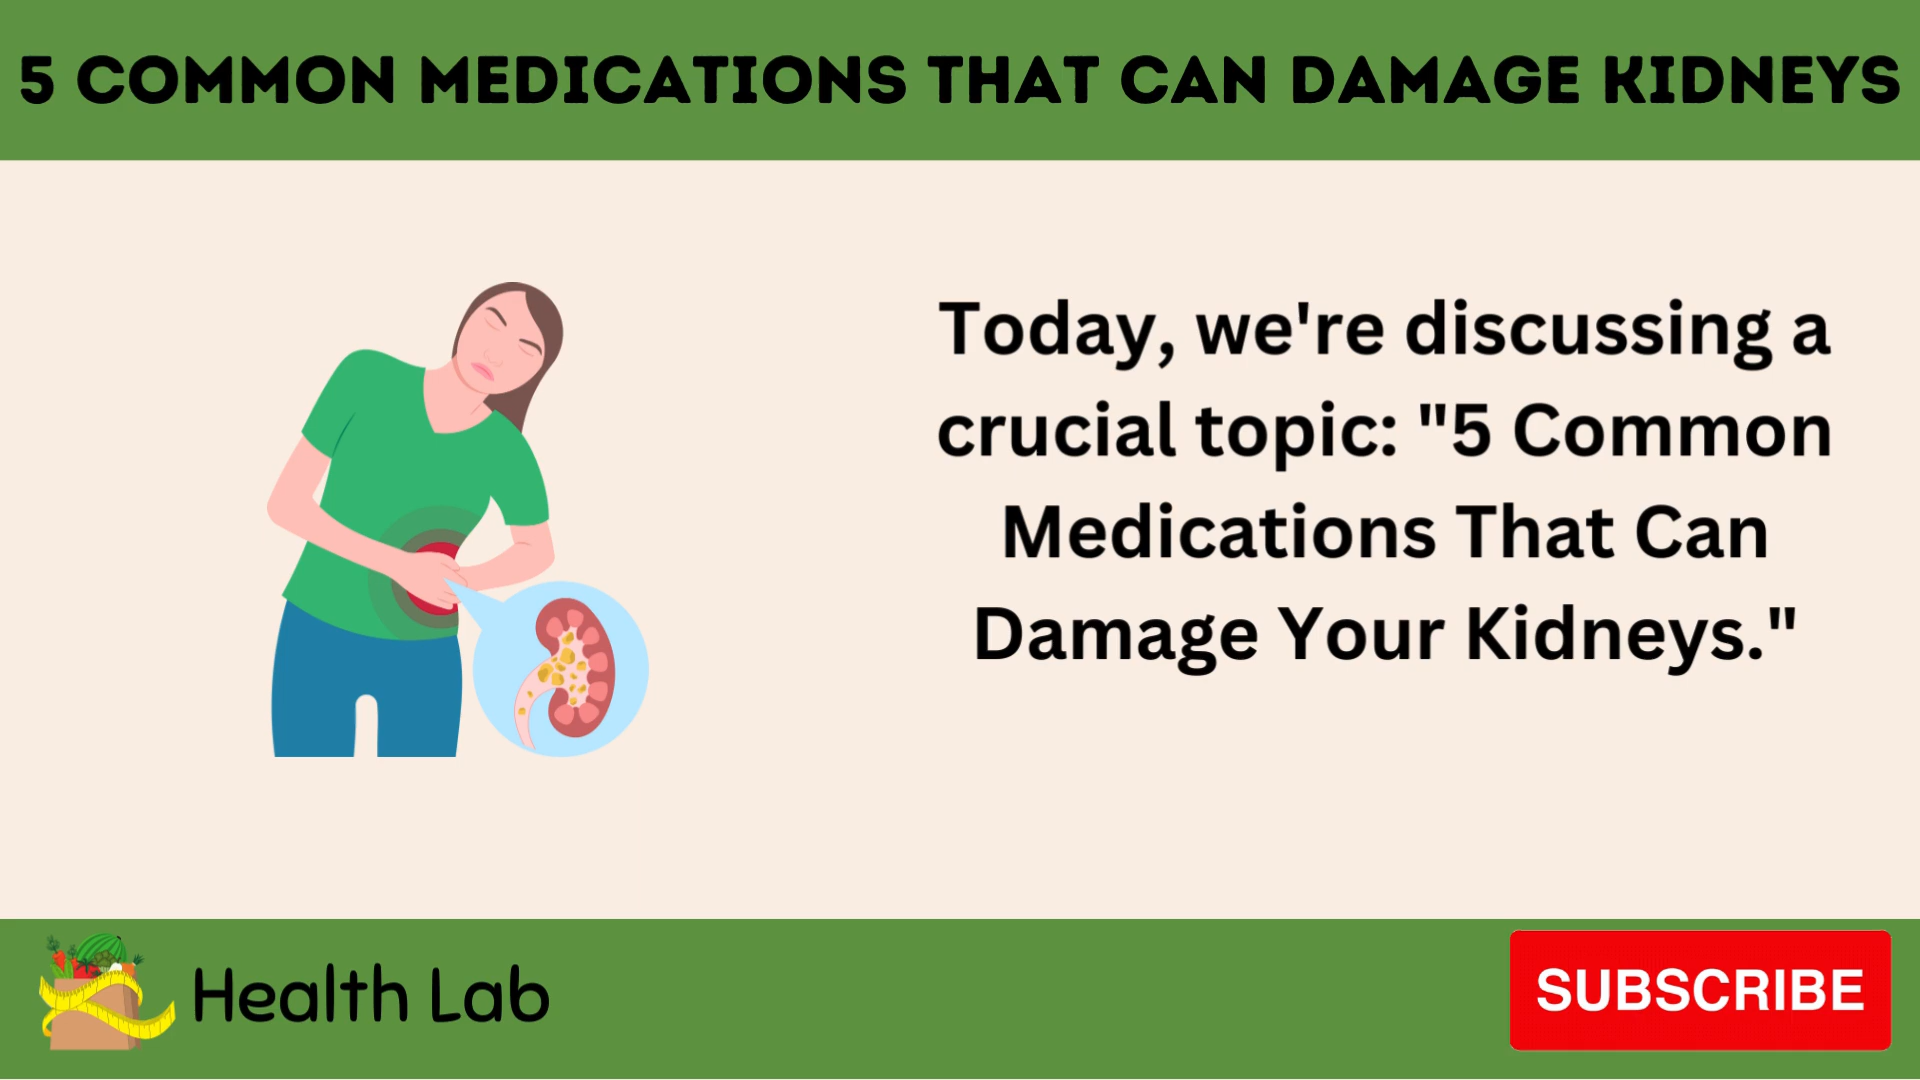 5 COMMON MEDICATIONS THAT CAN DAMAGE KIDNEYS
Today, we're discussing a
crucial topic: "5 Common
Medications That Can
Damage Your Kidneys."
Health Lab
SUBSCRIBE